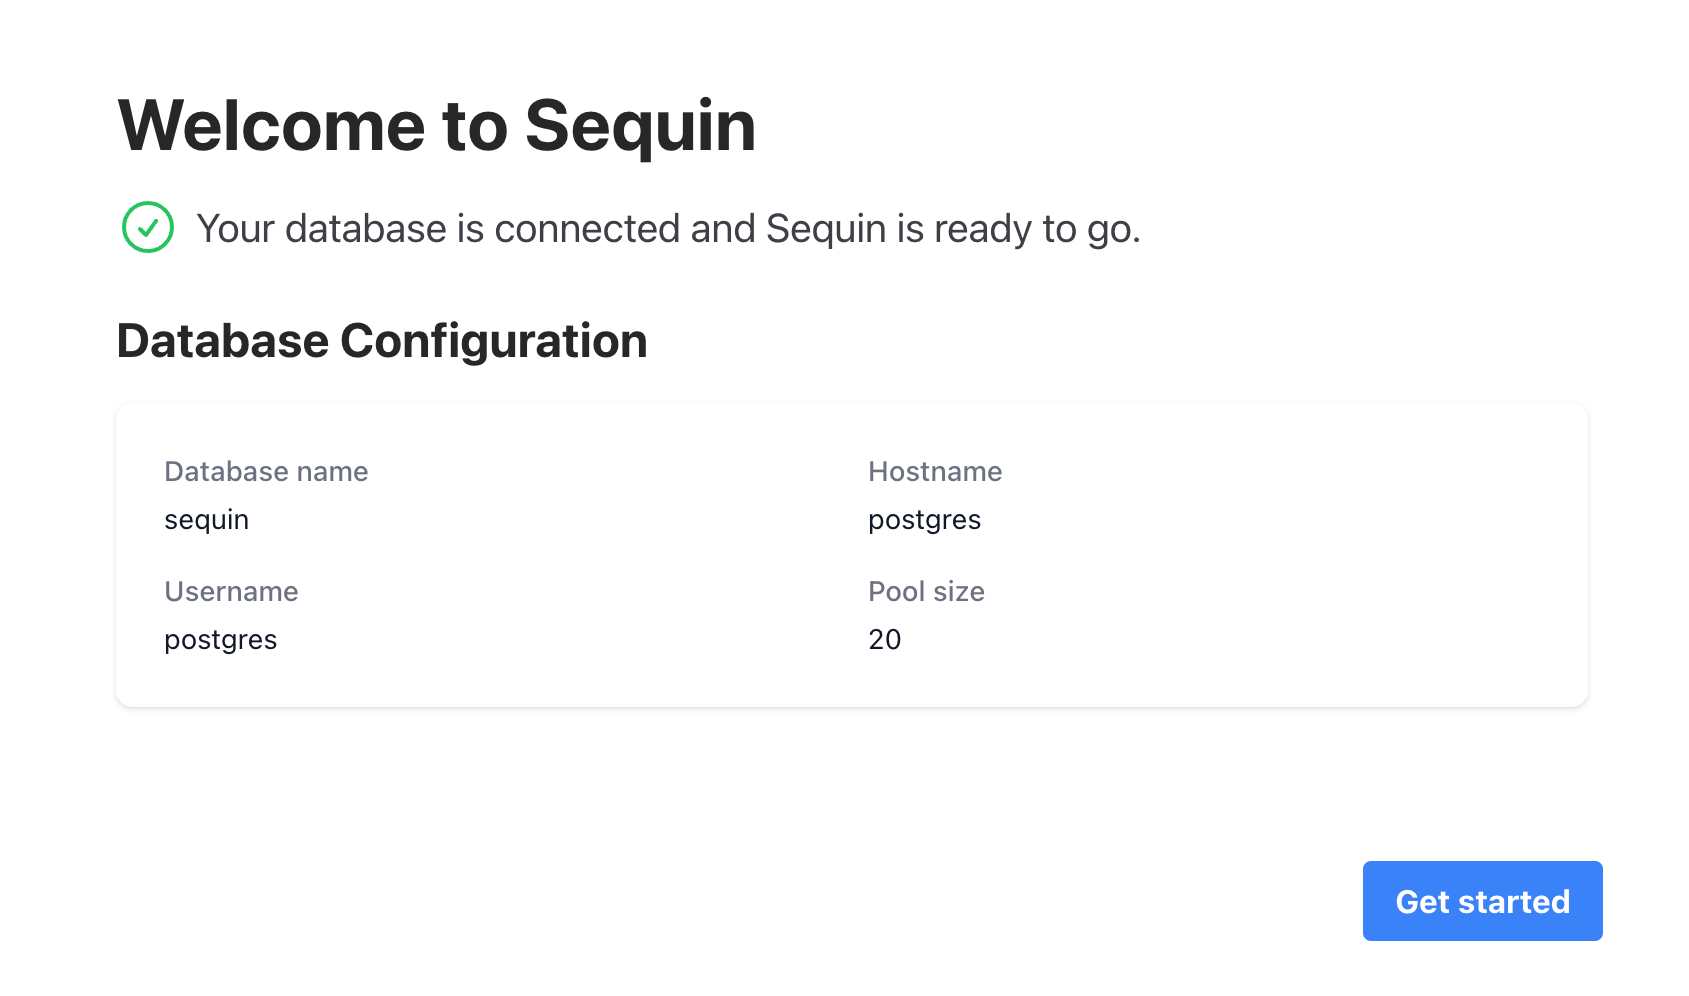 Welcome to Sequin
Your database is connected and Sequin is ready to go.
Database Configuration
Database name
sequin
Hostname
postgres
Username
postgres
Pool size
20
Get started